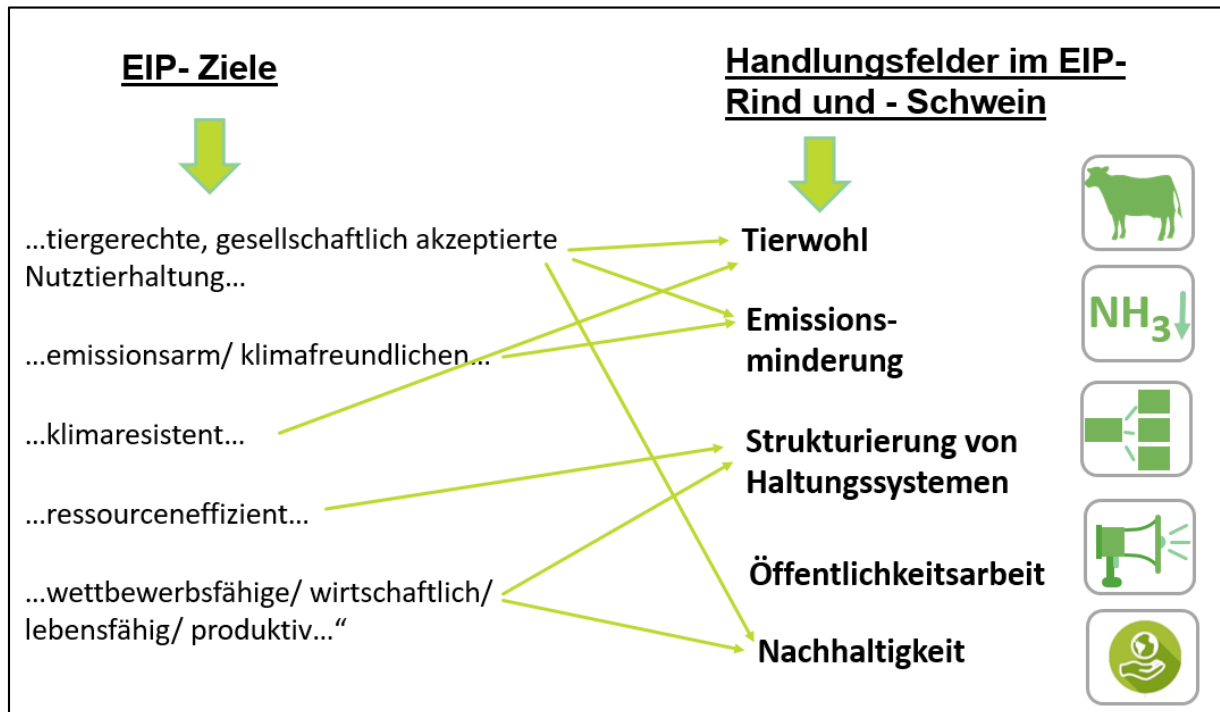 EIP- Ziele
Handlungsfelder im EIP-
Rind und - Schwein
...tiergerechte, gesellschaftlich akzeptierte
Nutztierhaltung...
...emissionsarm/ klimafreundlichen...
...klimaresistent...
...ressourceneffizient...
...wettbewerbsfähige/ wirtschaftlich/
lebensfähig/ produktiv...“
Tierwohl
Emissions-
minderung
Strukturierung von
Haltungssystemen
Öffentlichkeitsarbeit
Nachhaltigkeit
NH₃